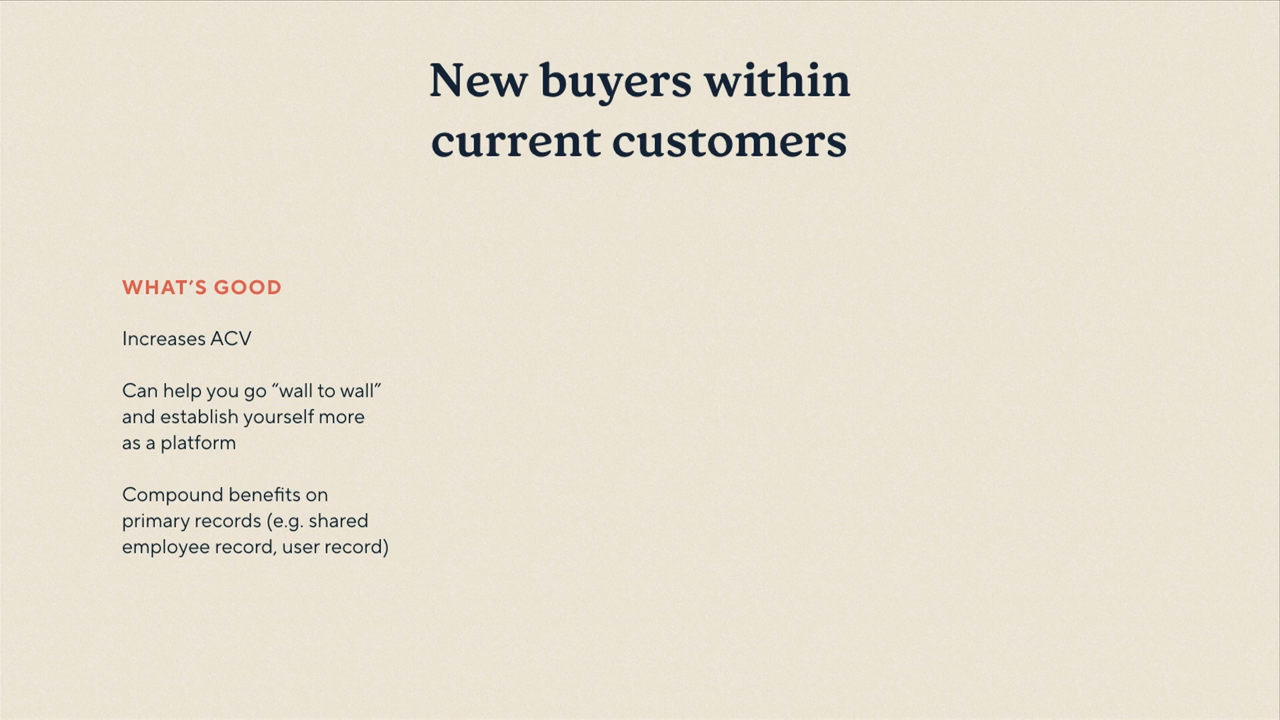 New buyers within
current customers
WHAT’S GOOD
Increases ACV
Can help you go “wall to wall”
and establish yourself more
as a platform
Compound benefits on
primary records (e.g. shared
employee record, user record)